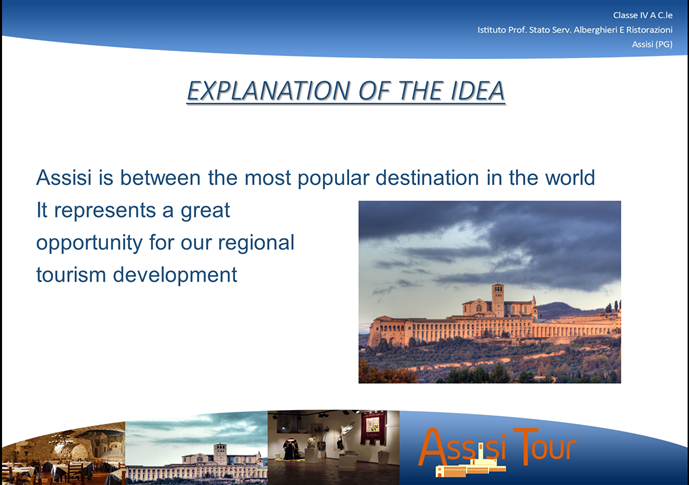 Classe IV A C.le
Istituto Prof. Stato Serv. Alberghieri E Ristorazioni
Assisi (PG)
EXPLANATION OF THE IDEA
Assisi is between the most popular destination in the world
It represents a great
opportunity for our regional
tourism development
Assisi Tour